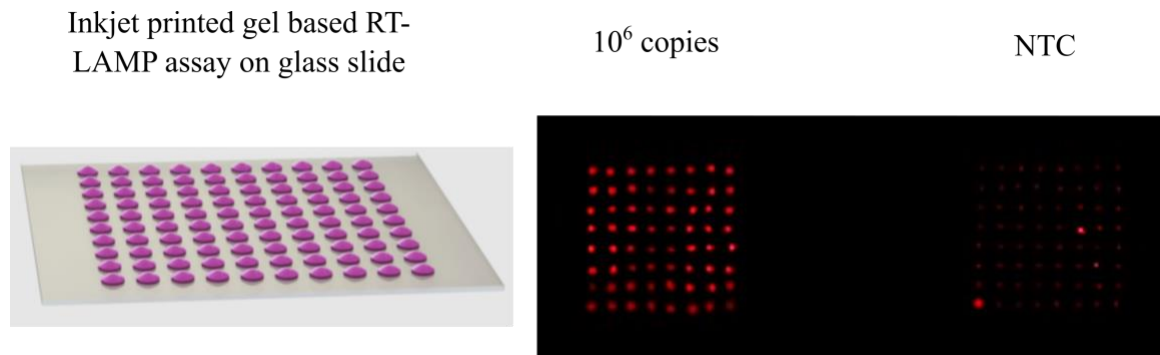 Inkjet printed gel based RT-
LAMP assay on glass slide
10⁶ copies
NTC